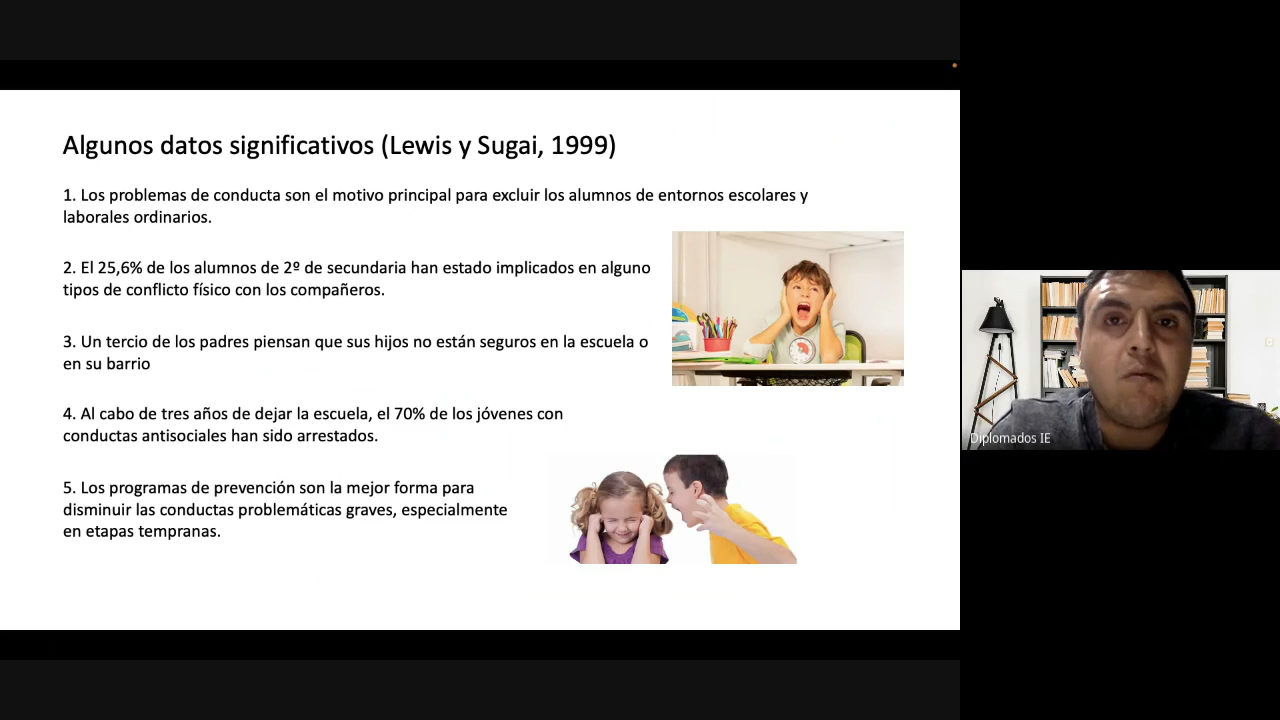 Algunos datos significativos (Lewis y Sugai, 1999)
1. Los problemas de conducta son el motivo principal para excluir los alumnos de entornos escolares y
laborales ordinarios.
2. El 25,6% de los alumnos de 2º de secundaria han estado implicados en alguno
tipos de conflicto físico con los compañeros.
3. Un tercio de los padres piensan que sus hijos no están seguros en la escuela o
en su barrio
4. Al cabo de tres años de dejar la escuela, el 70% de los jóvenes con
conductas antisociales han sido arrestados.
5. Los programas de prevención son la mejor forma para
disminuir las conductas problemáticas graves, especialmente
en etapas tempranas.
Diplomados IE